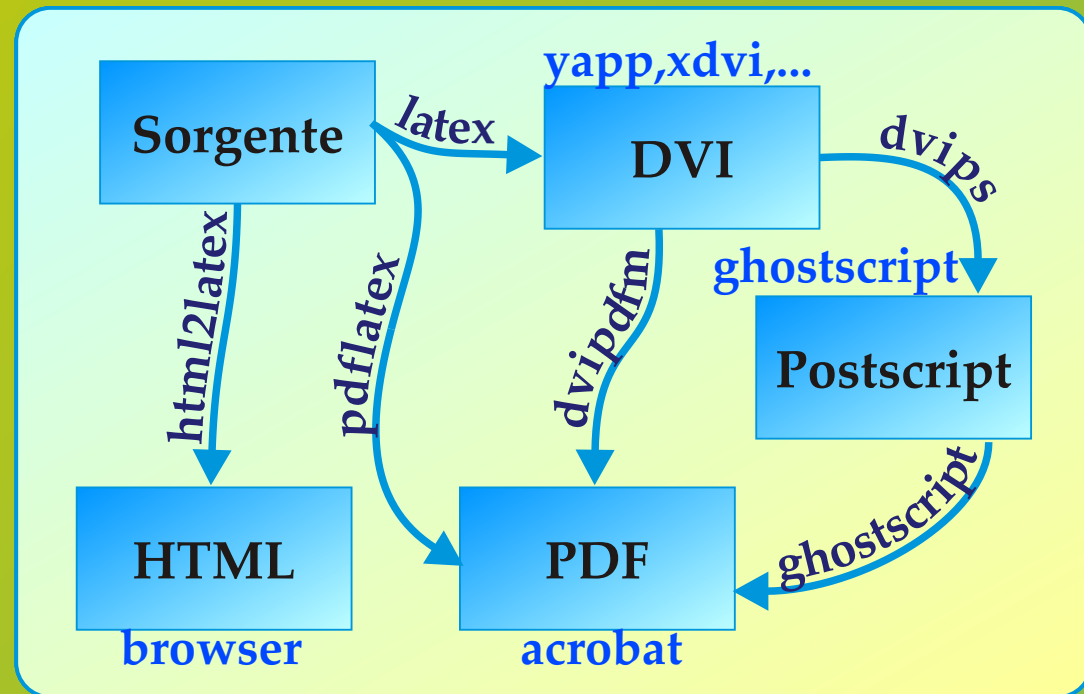 yapp,xdvi,...
Sorgente
latex
DVI
dvips
html2latex
pdflatex
dvipdfm
ghostscript
Postscript
ghostscript
HTML
PDF
browser
acrobat